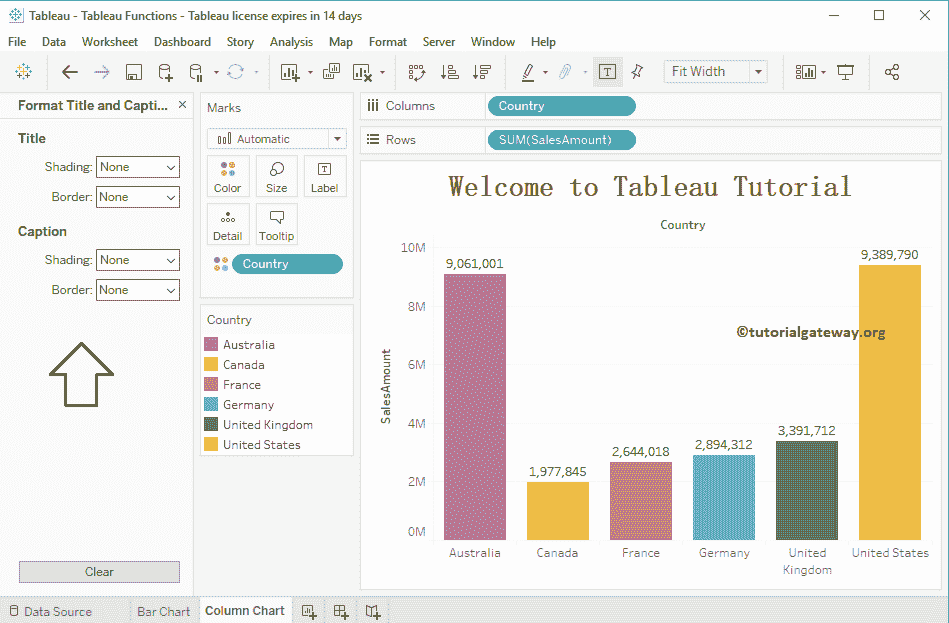 Tableau - Tableau Functions - Tableau license expires in 14 days
File Data Worksheet Dashboard Story Analysis Map Format Server Window Help
Fit Width
Format Title and Captio...
Title
Shading: None
Border: None
Caption
Shading: None
Border: None
Clear
Marks
Automatic
Color Size Label
Detail Tooltip
Country
Country
Australia
Canada
France
Germany
United Kingdom
United States
Columns Country
Rows SUM(SalesAmount)
Welcome to Tableau Tutorial
Country
SalesAmount
10M
8M
6M
4M
2M
0M
9,061,001
1,977,845
2,644,018
2,894,312
3,391,712
9,389,790
©tutorialgateway.org
Australia Canada France Germany United States
United
Kingdom
Data Source Bar Chart Column Chart